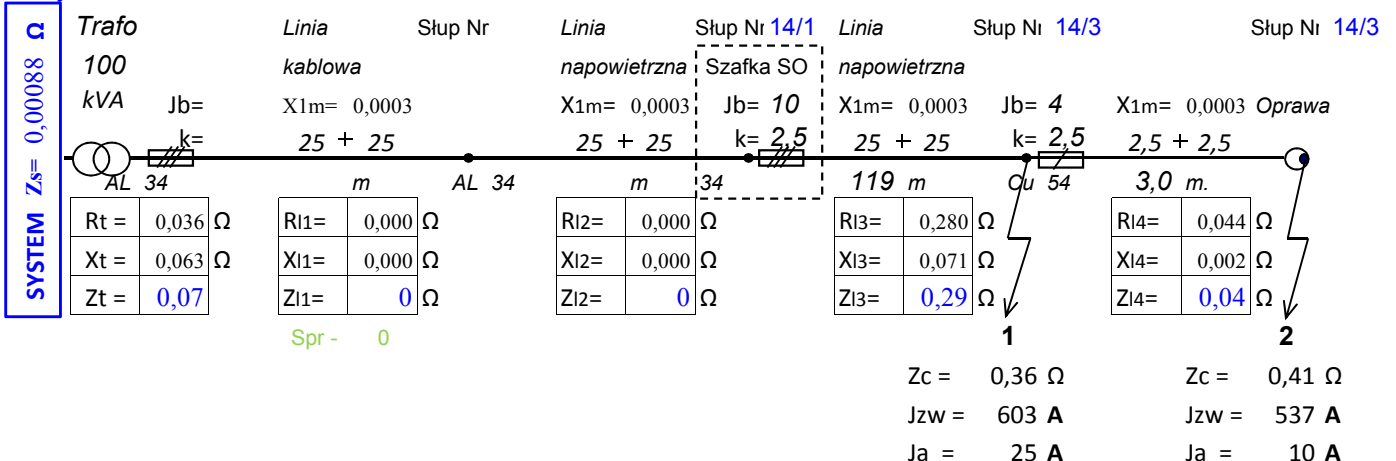 SYSTEM Zs= 0,00088 Ω
Trafo Linia Słup Nr Linia Słup Nr 14/1 Linia Słup Nr 14/3 Słup Nr 14/3
100 kablowa napowietrzna Szafka SO napowietrzna
kVA Jb= X1m= 0,0003 X1m= 0,0003 Jb= 10 X1m= 0,0003 Jb= 4 X1m= 0,0003 Oprawa
k= 25 + 25 25 + 25 k= 2,5 25 + 25 k= 2,5 2,5 + 2,5
AL 34 m AL 34 m 34 119 m Cu 54 3,0 m.
Rt = 0,036 Ω Rl1= 0,000 Ω Rl2= 0,000 Ω Rl3= 0,280 Ω Rl4= 0,044 Ω
Xt = 0,063 Ω Xl1= 0,000 Ω Xl2= 0,000 Ω Xl3= 0,071 Ω Xl4= 0,002 Ω
Zt = 0,07 Zl1= 0 Ω Zl2= 0 Ω Zl3= 0,29 Ω Zl4= 0,04 Ω
Spr - 0 1 2
Zc = 0,36 Ω Zc = 0,41 Ω
Jzw = 603 A Jzw = 537 A
Ja = 25 A Ja = 10 A